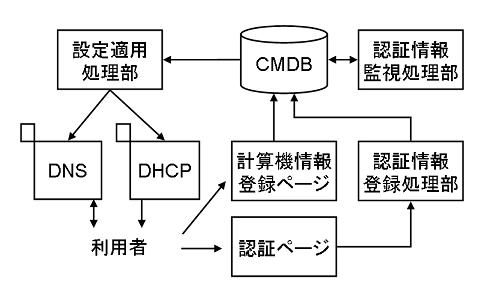 設定適用
処理部
CMDB
認証情報
監視処理部
DNS
DHCP
計算機情報
登録ページ
認証情報
登録処理部
利用者
認証ページ